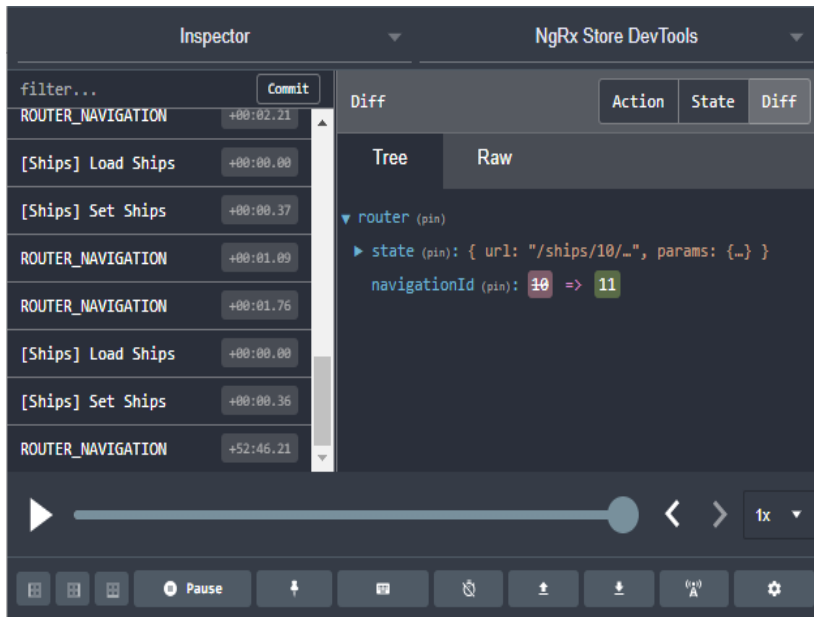 Inspector
NgRx Store DevTools
filter...
Commit
Diff
Action
State
Diff
ROUTER_NAVIGATION +00:02.21
[Ships] Load Ships +00:00.00
[Ships] Set Ships +00:00.37
ROUTER_NAVIGATION +00:01.09
ROUTER_NAVIGATION +00:01.76
[Ships] Load Ships +00:00.00
[Ships] Set Ships +00:00.36
ROUTER_NAVIGATION +52:46.21
Tree
Raw
router (pin)
state (pin): { url: "/ships/10/…", params: {…} }
navigationId (pin): 10 => 11
1x
Pause